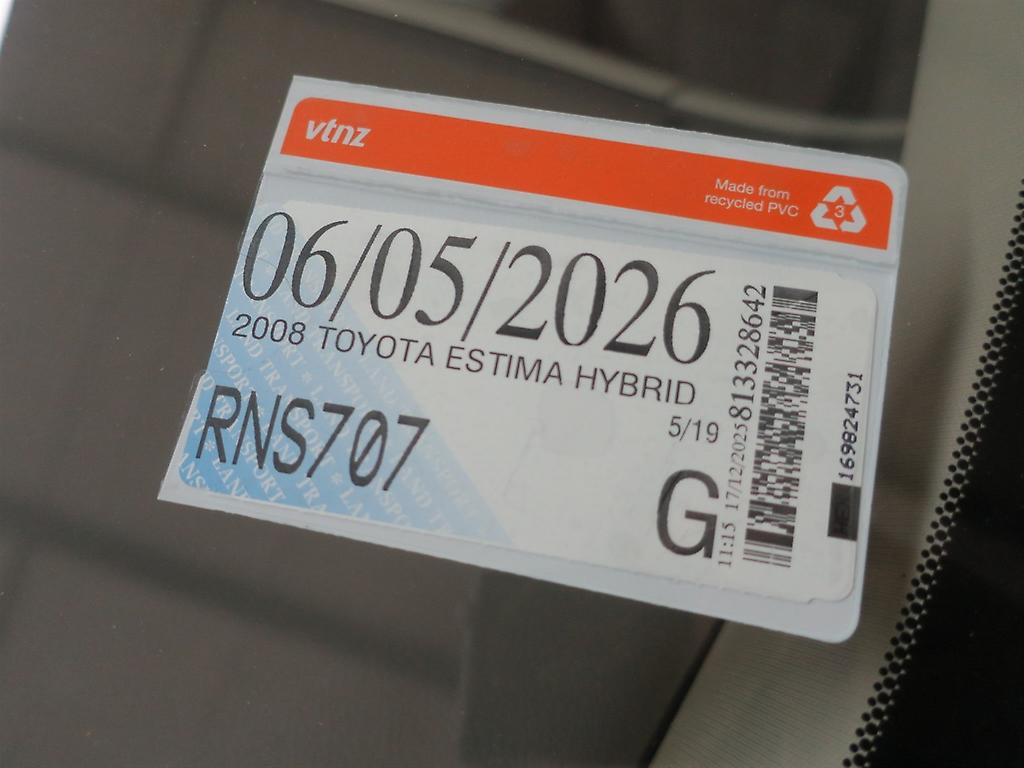 vtnz
Made from
recycled PVC
3
06/05/2026
2008 TOYOTA ESTIMA HYBRID
5/19
RNS707
G
11:15 17/12/2025
813328642
169824731